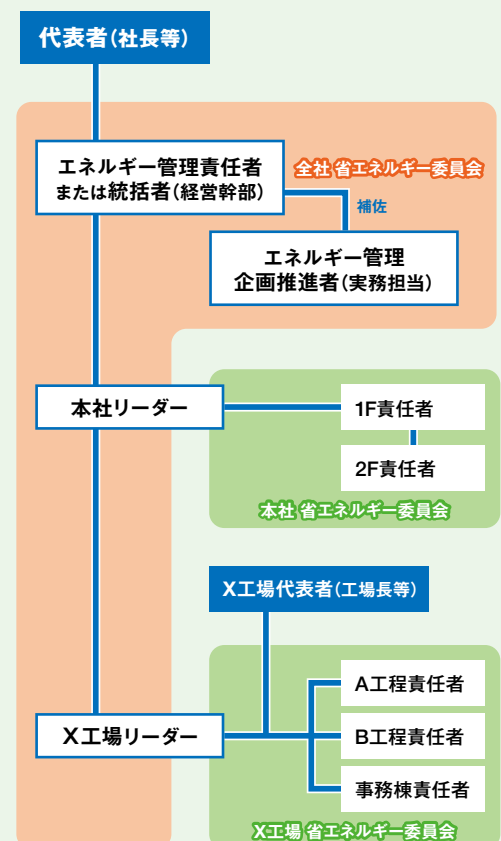 代表者(社長等)
エネルギー管理責任者
または統括者(経営幹部)
全社 省エネルギー委員会
補佐
エネルギー管理
企画推進者(実務担当)
本社リーダー
1F責任者
2F責任者
本社 省エネルギー委員会
X工場代表者(工場長等)
X工場リーダー
A工程責任者
B工程責任者
事務棟責任者
X工場 省エネルギー委員会